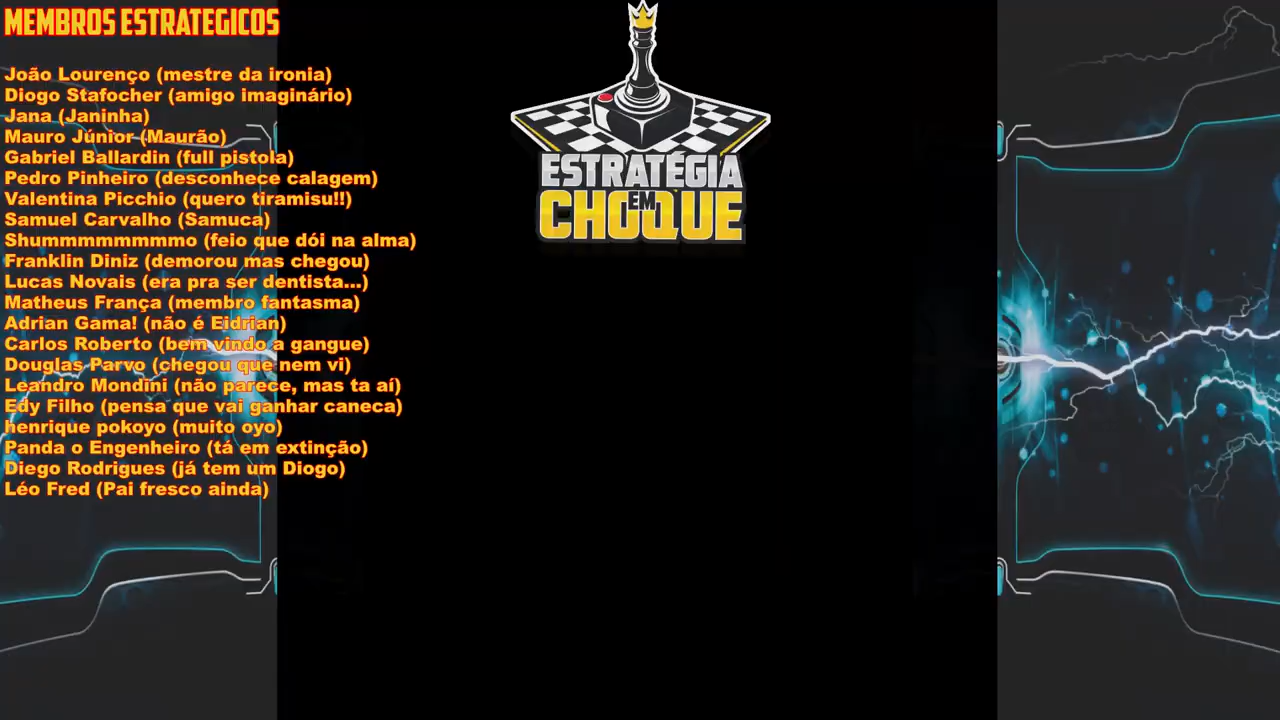 MEMBROS ESTRATEGICOS
João Lourenço (mestre da ironia)
Diogo Stafocher (amigo imaginário)
Jana (Janinha)
Mauro Júnior (Maurão)
Gabriel Ballardin (full pistola)
Pedro Pinheiro (desconhece calagem)
Valentina Picchio (quero tiramisu!!)
Samuel Carvalho (Samuca)
Shummmmmmmmo (feio que dói na alma)
Franklin Diniz (demorou mas chegou)
Lucas Novais (era pra ser dentista...)
Matheus França (membro fantasma)
Adrian Gama! (não é Eidrian)
Carlos Roberto (bem vindo a gangue)
Douglas Parvo (chegou que nem vi)
Leandro Mondini (não parece, mas ta aí)
Edy Filho (pensa que vai ganhar caneca)
henrique pokoyo (muito oyo)
Panda o Engenheiro (tá em extinção)
Diego Rodrigues (já tem um Diogo)
Léo Fred (Pai fresco ainda)
ESTRATÉGIA
EM
CHOQUE